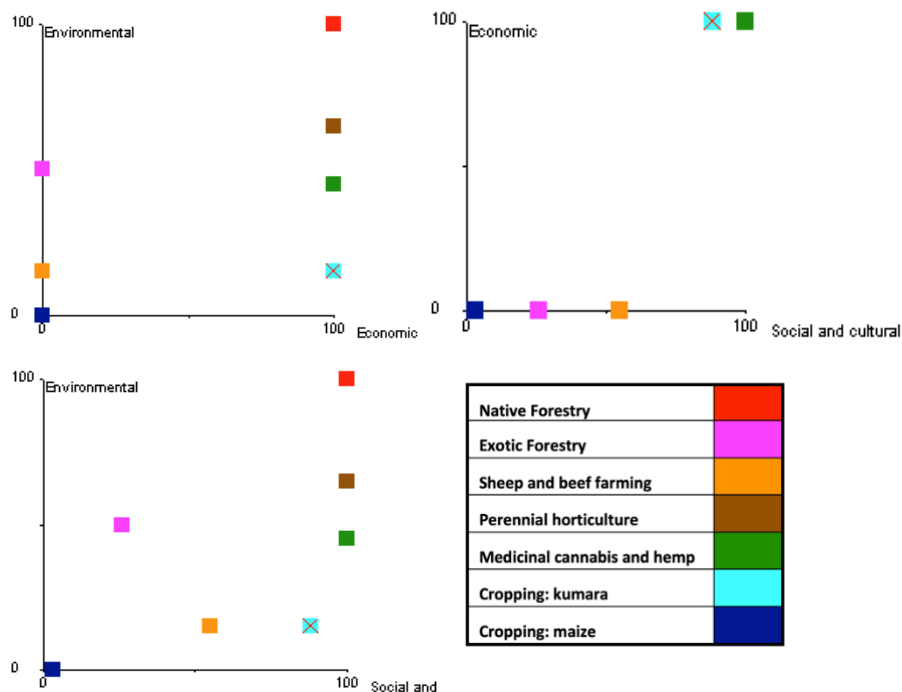 100
Environmental
0
0
100
Economic
100
Economic
0
0
100
Social and cultural
100
Environmental
0
0
100
Social and
Native Forestry
Exotic Forestry
Sheep and beef farming
Perennial horticulture
Medicinal cannabis and hemp
Cropping: kumara
Cropping: maize